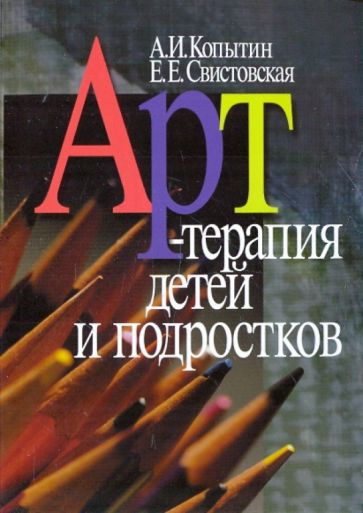 А.И.Копытин
Е.Е.Свистовская
Арт
-терапия
детей
и подростков